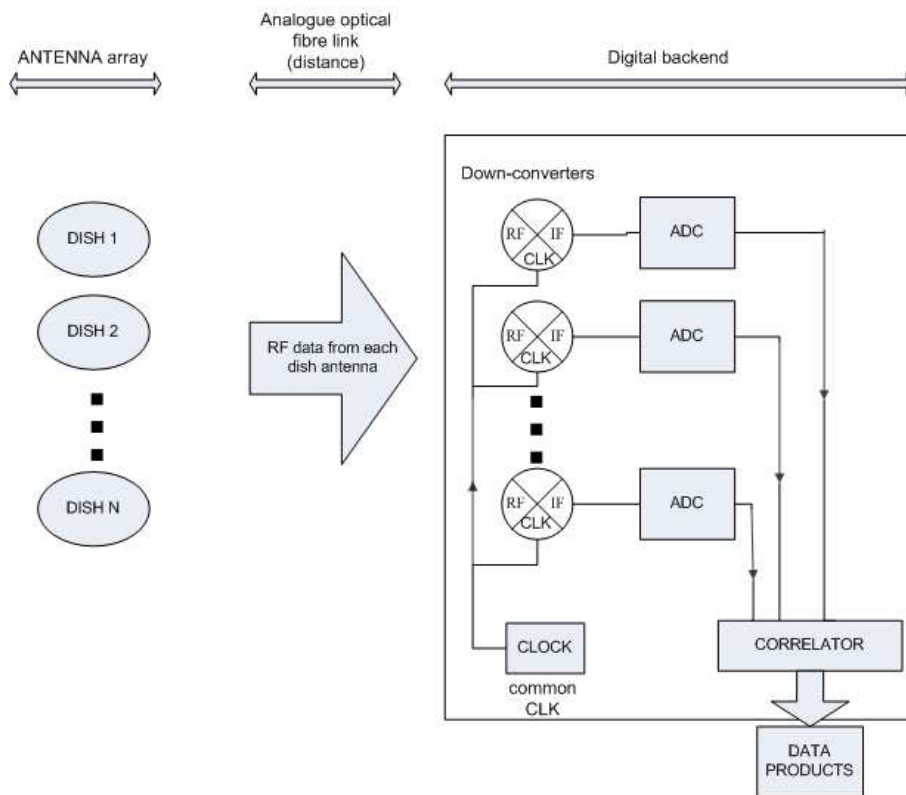 ANTENNA array
Analogue optical
fibre link
(distance)
Digital backend
Down-converters
DISH 1
RF IF
CLK
ADC
DISH 2
RF IF
CLK
ADC
RF data from each
dish antenna
DISH N
RF IF
CLK
ADC
CLOCK
common
CLK
CORRELATOR
DATA
PRODUCTS